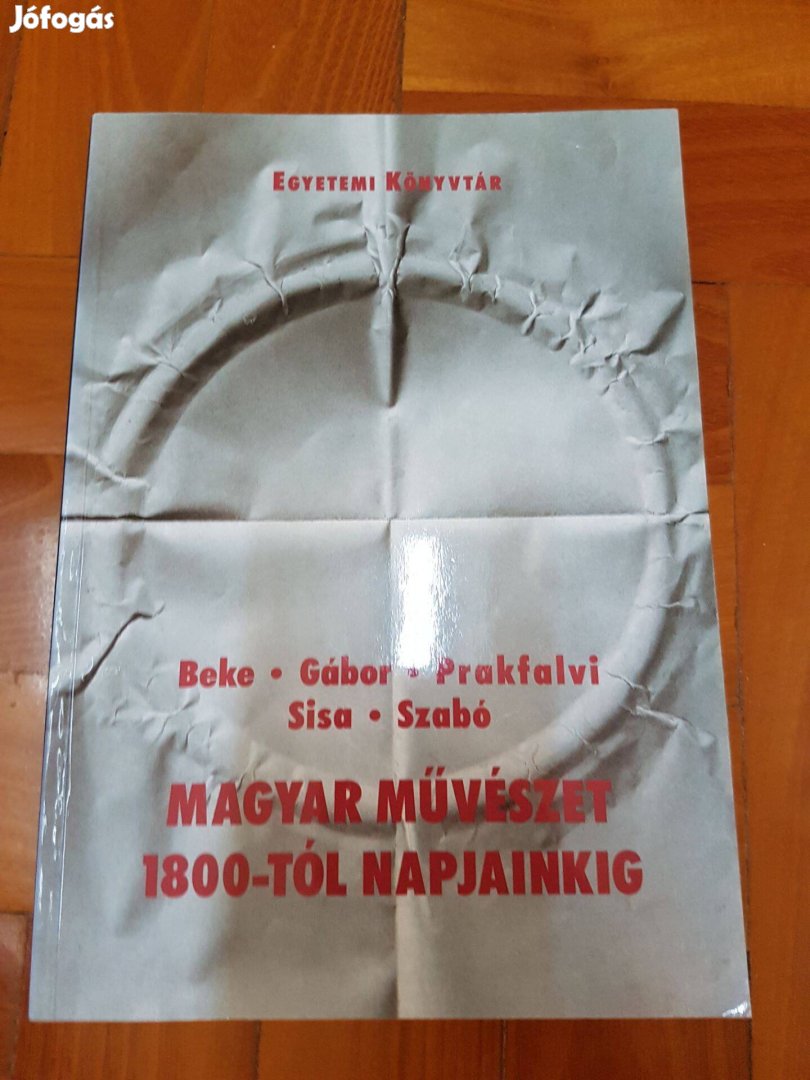 Jófogás
EGYETEMI KÖNYVTÁR
Beke • Gábor • Prakfalvi
Sisa • Szabó
MAGYAR MŰVÉSZET
1800-TÓL NAPJAINKIG